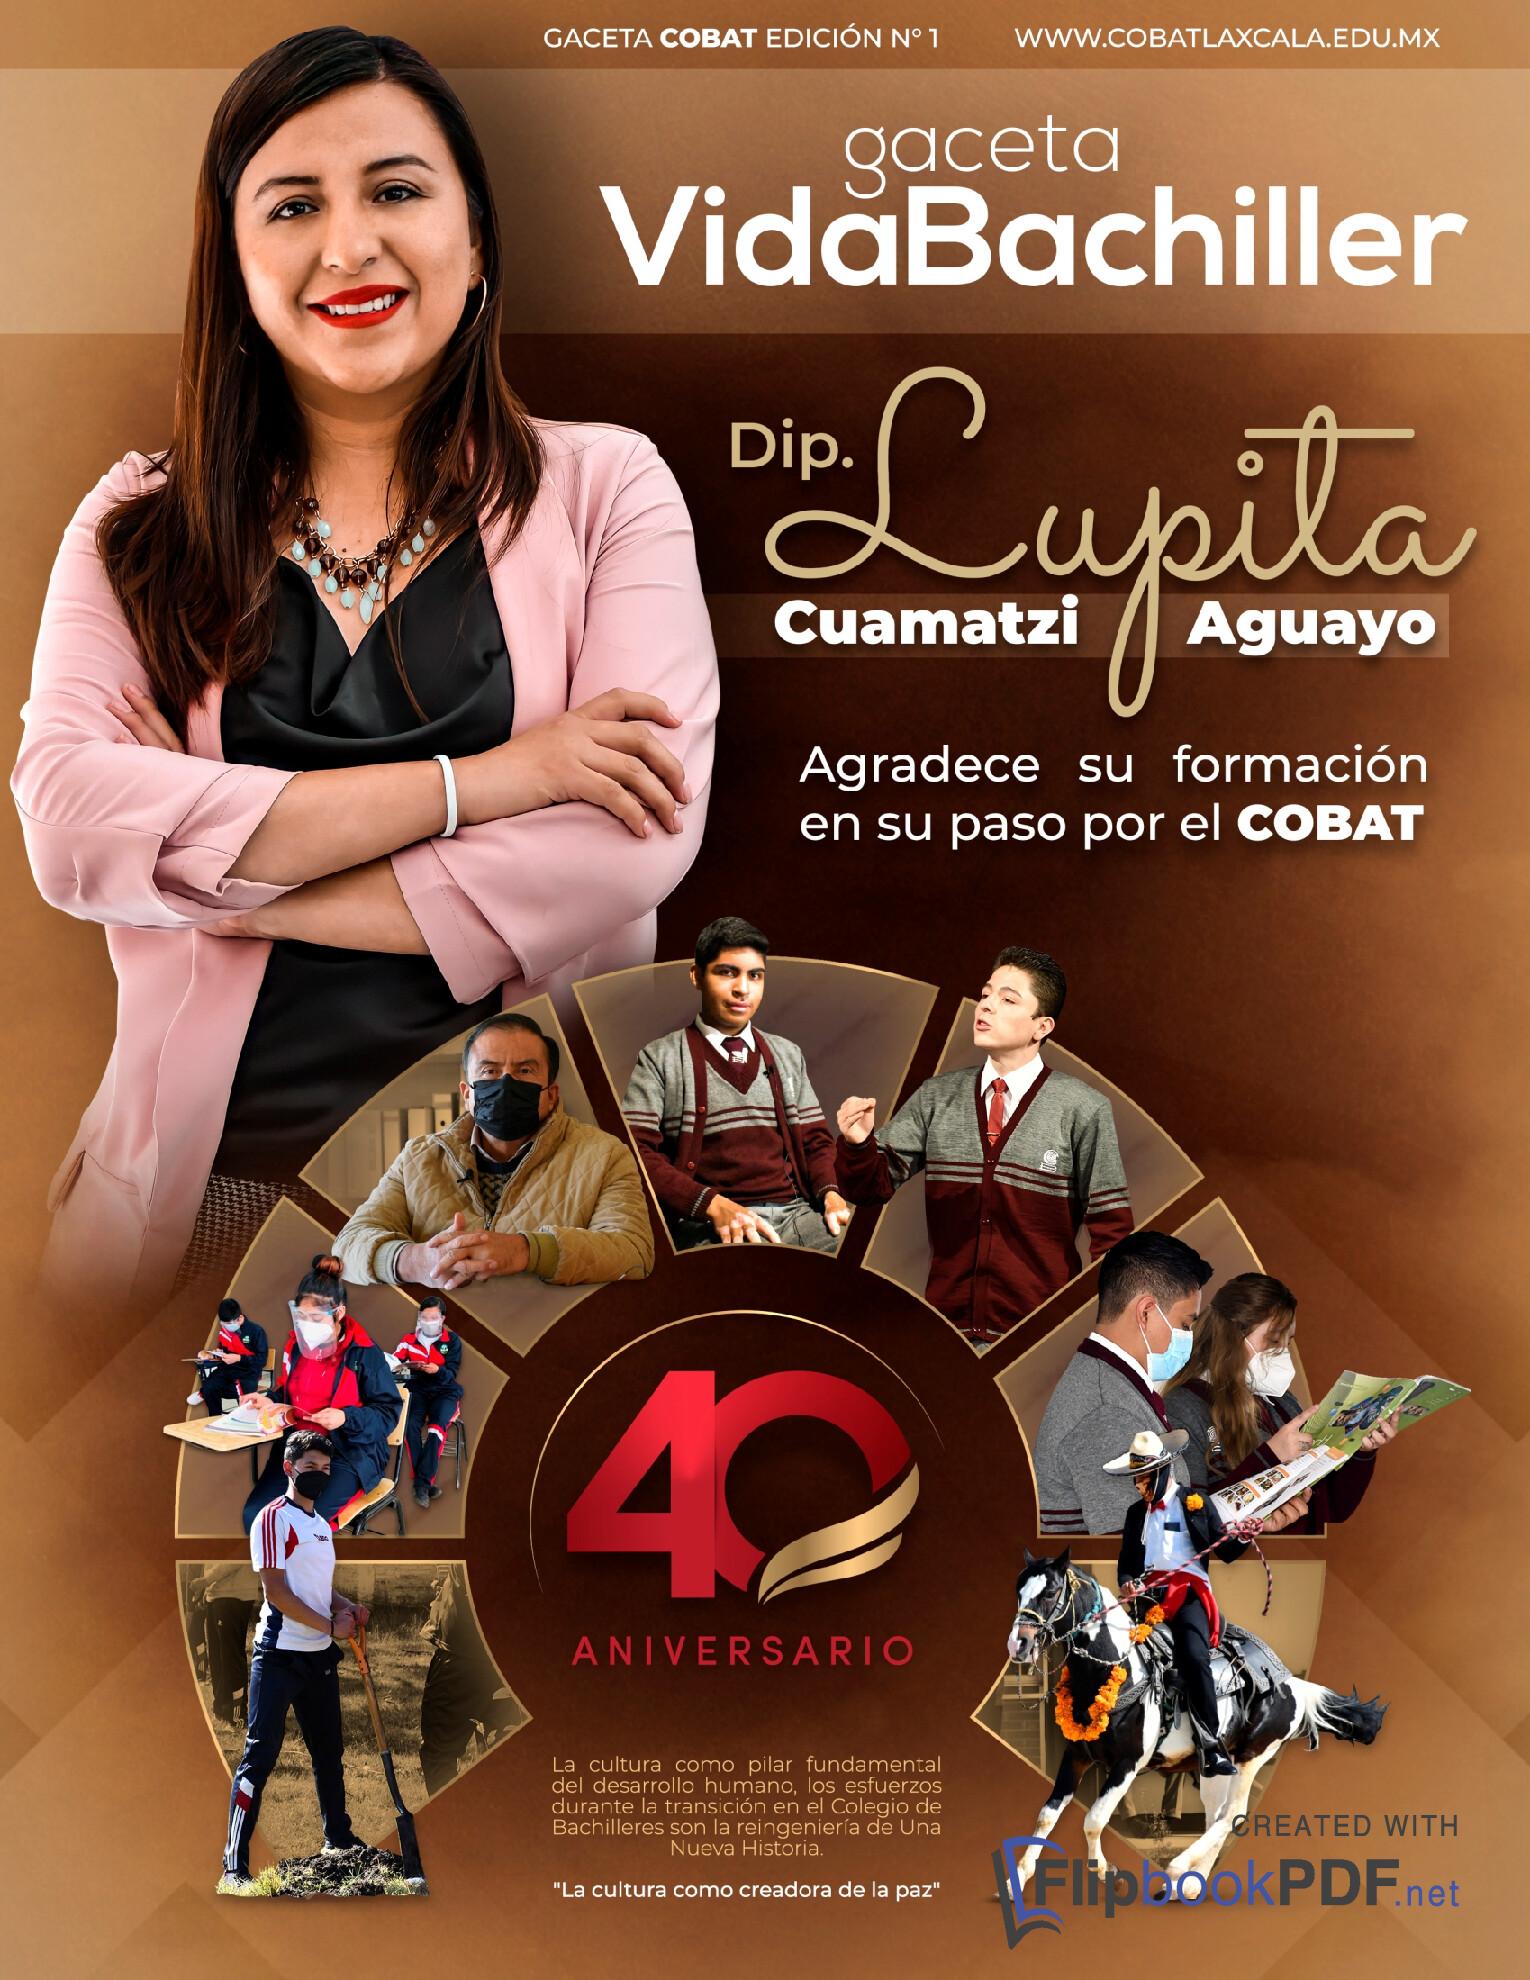 GACETA COBAT EDICIÓN N° 1 WWW.COBATLAXCALA.EDU.MX
gaceta
VidaBachiller
Dip. Lupita
Cuamatzi Aguayo
Agradece su formación
en su paso por el COBAT
40
ANIVERSARIO
La cultura como pilar fundamental
del desarrollo humano, los esfuerzos
durante la transición en el Colegio de
Bachilleres son la reingeniería de Una
Nueva Historia.
"La cultura como creadora de la paz"
CREATED WITH
FlipbookPDF.net